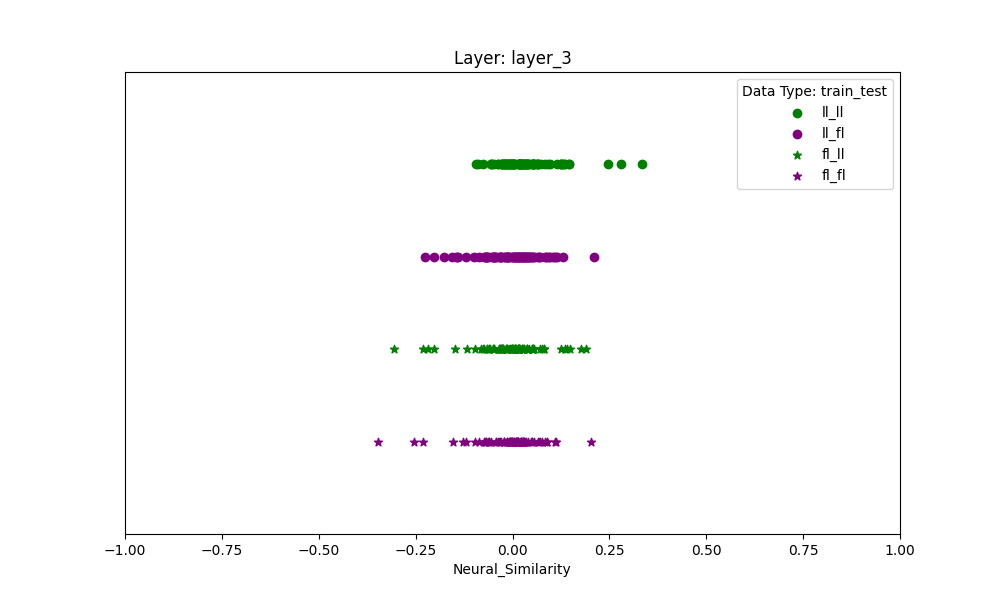 Layer: layer_3
Data Type: train_test
ll_ll
ll_fl
fl_ll
fl_fl
−1.00 −0.75 −0.50 −0.25 0.00 0.25 0.50 0.75 1.00
Neural_Similarity